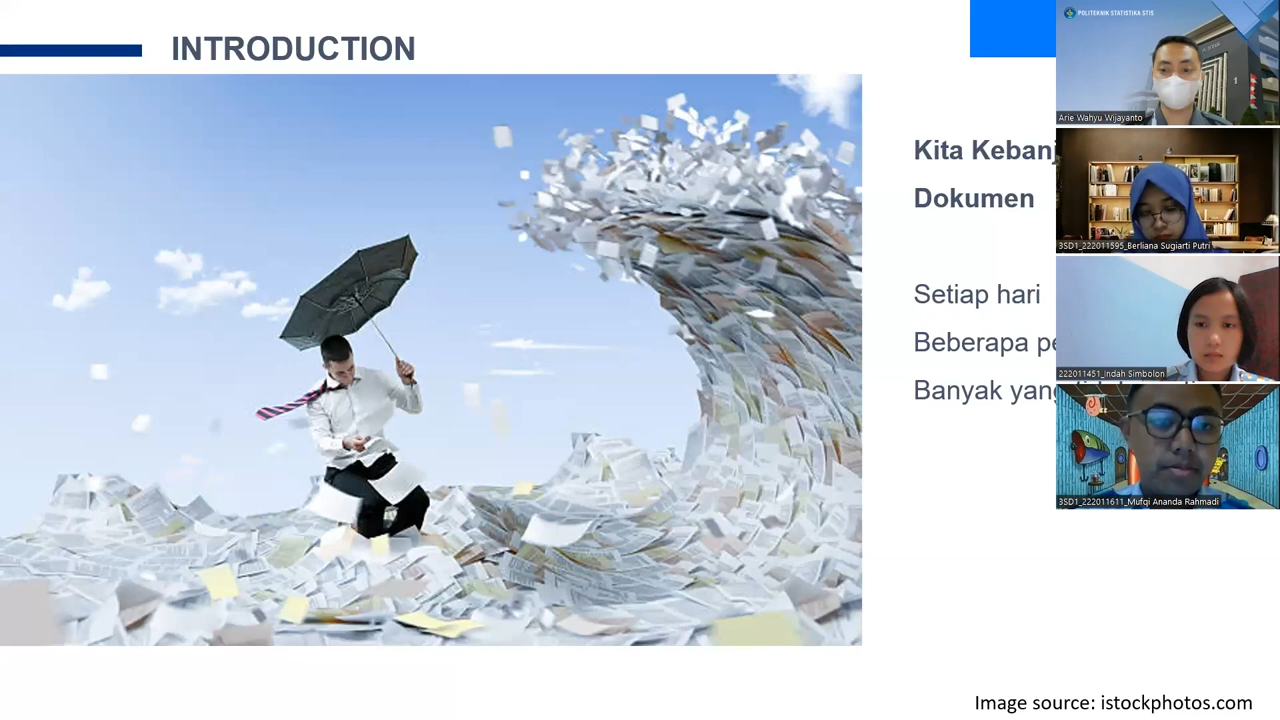 INTRODUCTION
Kita Kebanj
Dokumen
Setiap hari
Beberapa pe
Banyak yang
Image source: istockphotos.com
POLITEKNIK STATISTIKA STIS
Arie Wahyu Wijayanto
3SD1_222011595_Berliana Sugiarti Putri
222011451_Indah Simbolon
3SD1_222011611_Mufqi Ananda Rahmadi